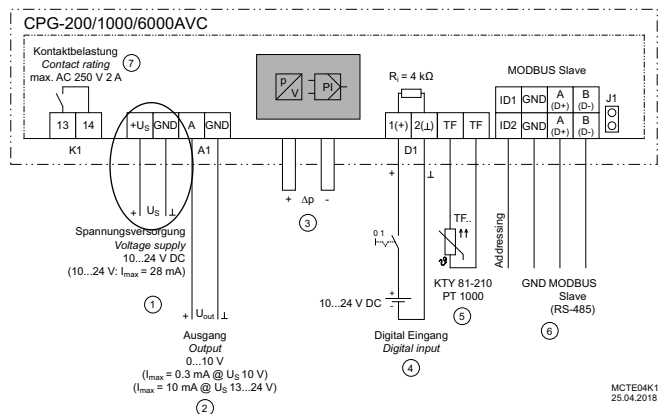 CPG-200/1000/6000AVC
Kontaktbelastung
Contact rating
max. AC 250 V 2 A
7
p
V
PI
Ri = 4 kΩ
MODBUS Slave
ID1 GND A (D+) B (D-) J1
13 14
+US GND A GND
1(+) 2(⊥) TF TF
ID2 GND A (D+) B (D-)
K1
A1
D1
+ US ⊥
+ Δp -
3
+ ⊥
0 1
TF..
ϑ
Addressing
Spannungsversorgung
Voltage supply
10...24 V DC
(10...24 V: Imax = 28 mA)
1
10...24 V DC
+
-
KTY 81-210
PT 1000
5
GND MODBUS
Slave
(RS-485)
6
+ Uout ⊥
Ausgang
Output
0...10 V
(Imax = 0.3 mA @ US 10 V)
(Imax = 10 mA @ US 13...24 V)
2
Digital Eingang
Digital input
4
MCTE04K1
25.04.2018